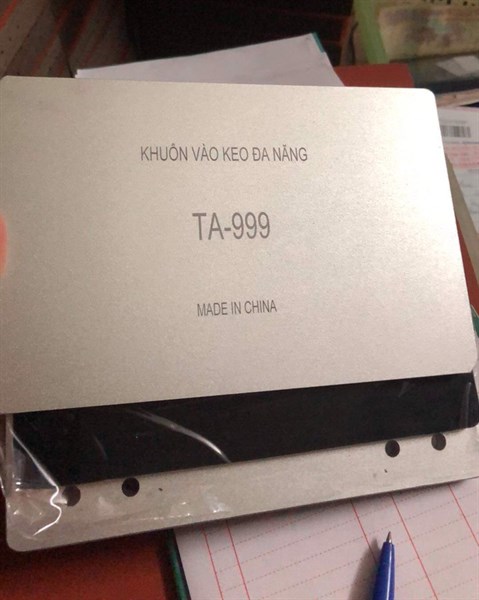 KHUÔN VÀO KEO ĐA NĂNG
TA-999
MADE IN CHINA